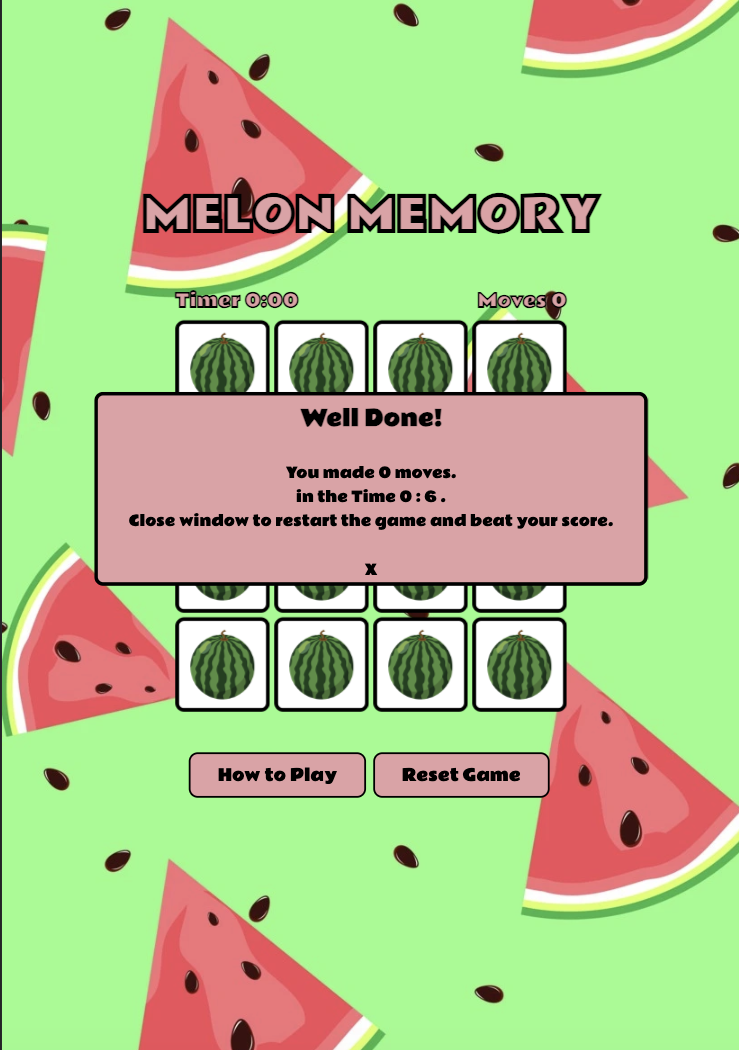 MELON MEMORY
Timer 0:00
Moves 0
Well Done!
You made 0 moves.
in the Time 0 : 6 .
Close window to restart the game and beat your score.
X
How to Play
Reset Game